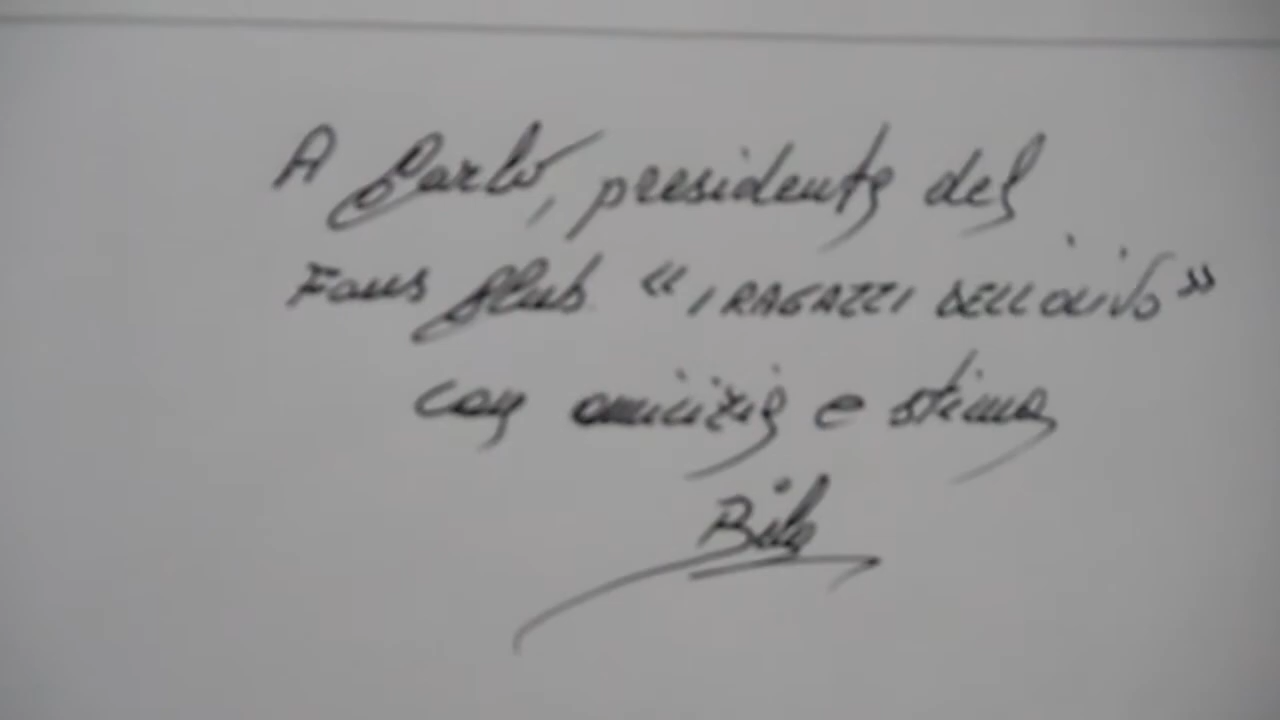 A Carlo, presidente del
Fans Club « I RAGAZZI DELL'OLIVO »
con amicizia e stima